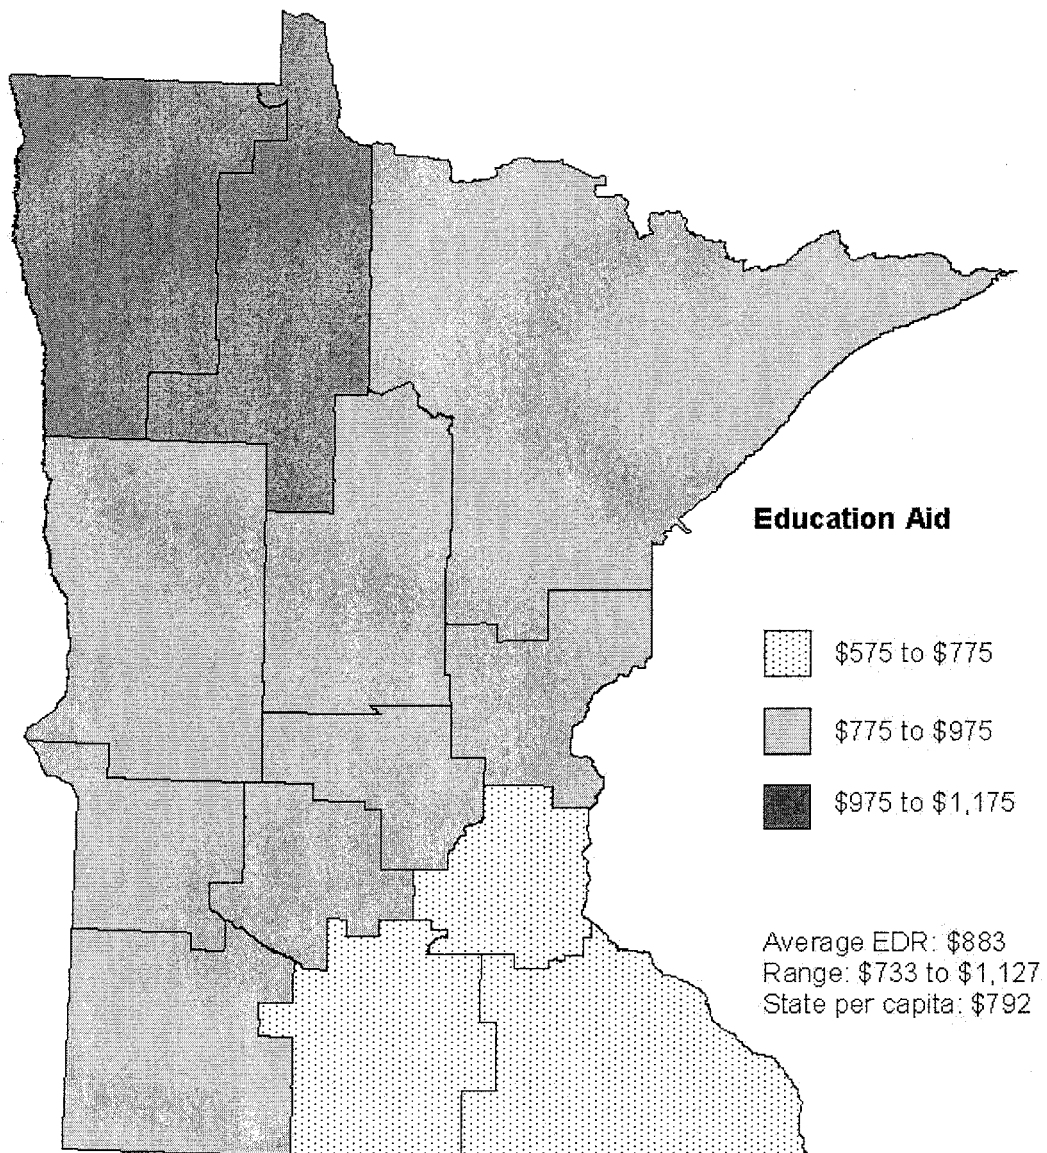 Education Aid
$575 to $775
$775 to $975
$975 to $1,175
Average EDR: $883
Range: $733 to $1,127
State per capita: $792